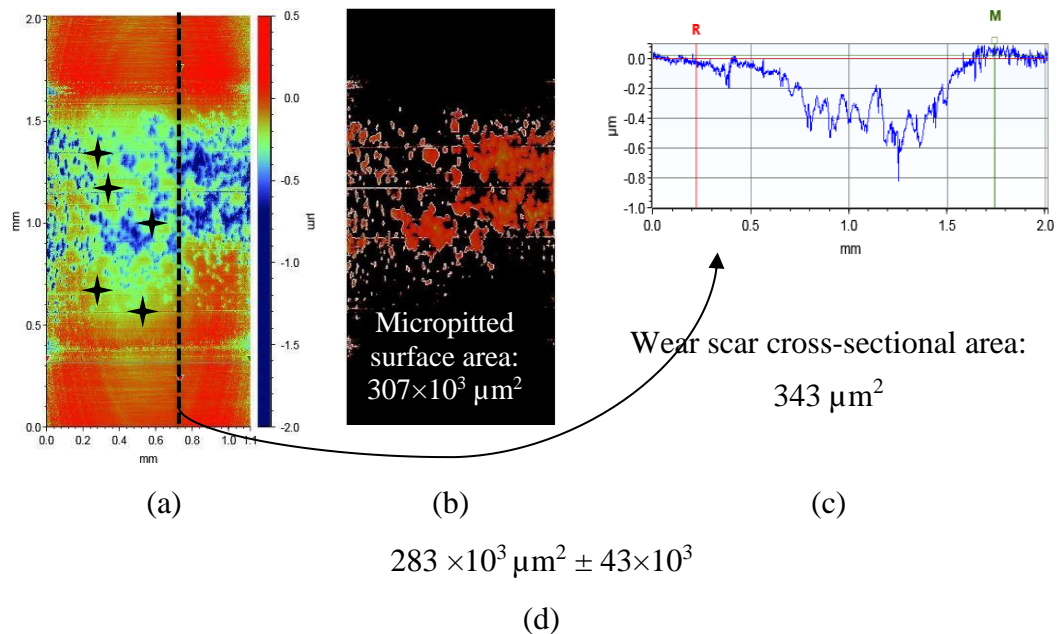 2.0
1.5
1.0
0.5
0.0
mm
0.0 0.2 0.4 0.6 0.8 1.0 1.1
mm
0.5
0.0
-0.5
-1.0
-1.5
-2.0
µm
(a)
Micropitted
surface area:
307×10³ µm²
(b)
R
M
0.0
-0.2
-0.4
-0.6
-0.8
-1.0
µm
0.0 0.5 1.0 1.5 2.0
mm
Wear scar cross-sectional area:
343 µm²
(c)
283 ×10³ µm² ± 43×10³
(d)